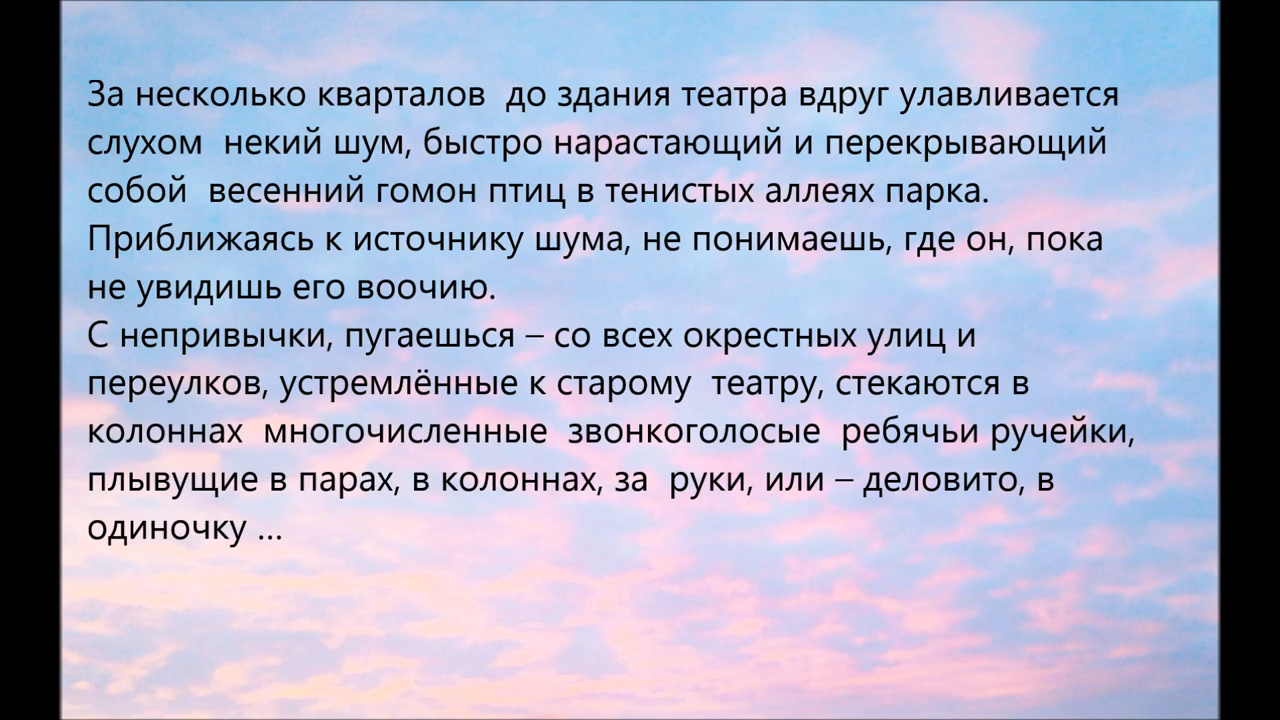 За несколько кварталов  до здания театра вдруг улавливается
слухом  некий шум, быстро нарастающий и перекрывающий
собой  весенний гомон птиц в тенистых аллеях парка.
Приближаясь к источнику шума, не понимаешь, где он, пока
не увидишь его воочию.
С непривычки, пугаешься – со всех окрестных улиц и
переулков, устремлённые к старому  театру, стекаются в
колоннах  многочисленные  звонкоголосые  ребячьи ручейки,
плывущие в парах, в колоннах, за  руки, или – деловито, в
одиночку ...